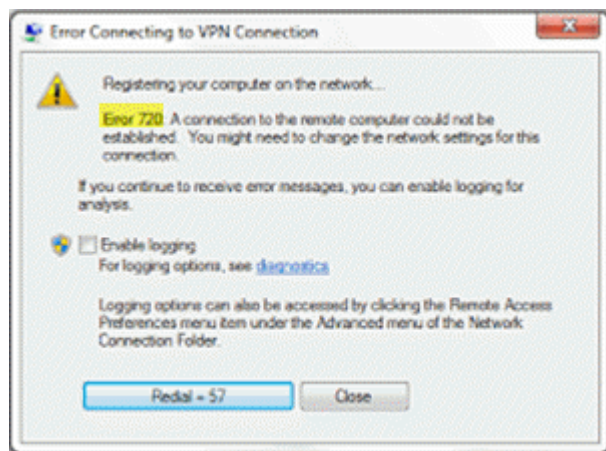 Error Connecting to VPN Connection
Registering your computer on the network...
Error 720: A connection to the remote computer could not be
established. You might need to change the network settings for this
connection.
If you continue to receive error messages, you can enable logging for
analysis.
Enable logging
For logging options, see diagnostics
Logging options can also be accessed by clicking the Remote Access
Preferences menu item under the Advanced menu of the Network
Connection Folder.
Redial = 57
Close